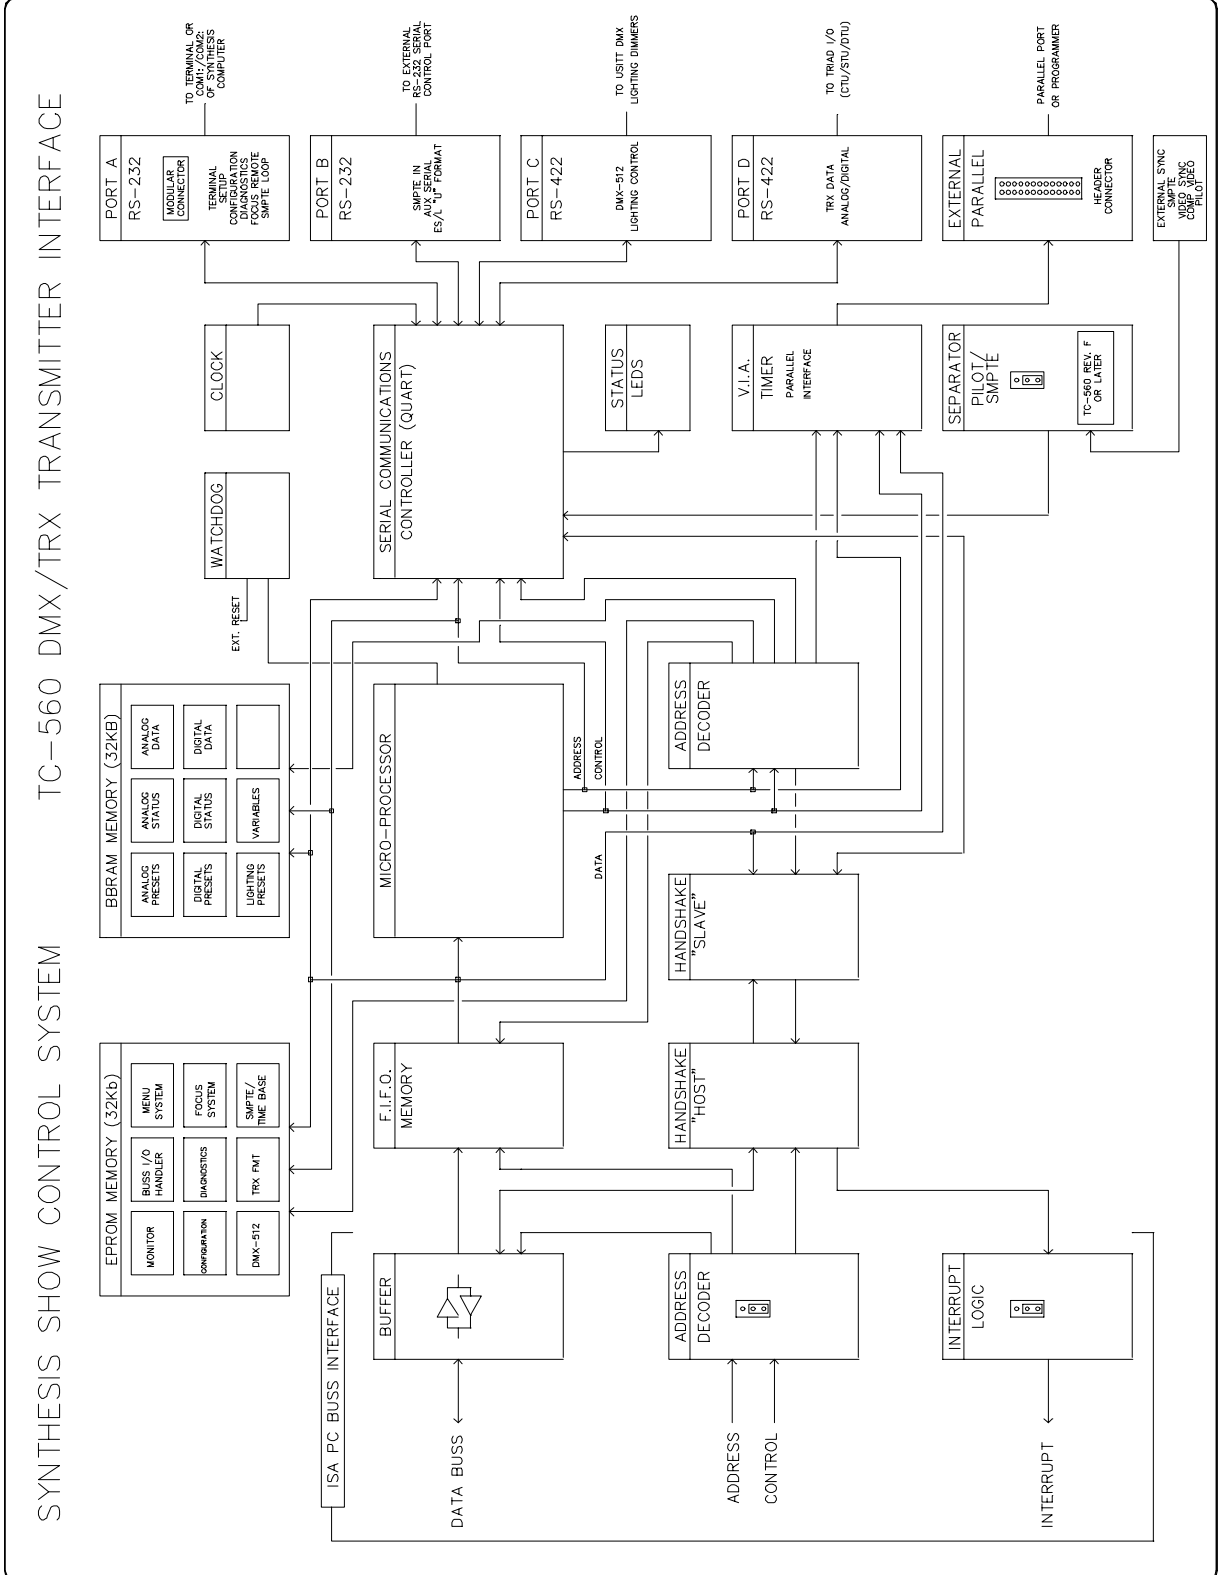 SYNTHESIS SHOW CONTROL SYSTEM
TC-560 DMX/TRX TRANSMITTER INTERFACE
EPROM MEMORY (32Kb)
MONITOR
BUSS I/O
HANDLER
MENU
SYSTEM
CONFIGURATION
DIAGNOSTICS
FOCUS
SYSTEM
DMX-512
TRX FMT
SMPTE/
TIME BASE
BBRAM MEMORY (32KB)
ANALOG
PRESETS
ANALOG
STATUS
ANALOG
DATA
DIGITAL
PRESETS
DIGITAL
STATUS
DIGITAL
DATA
LIGHTING
PRESETS
VARIABLES
EXT. RESET
WATCHDOG
CLOCK
PORT A
RS-232
MODULAR
CONNECTOR
TERMINAL
SETUP
CONFIGURATION
DIAGNOSTICS
FOCUS REMOTE
SMPTE LOOP
TO TERMINAL OR
COM1:/COM2:
OF SYNTHESIS
COMPUTER
PORT B
RS-232
SMPTE IN
AUX SERIAL
ES/L "U" FORMAT
TO EXTERNAL
RS-232 SERIAL
CONTROL PORT
ISA PC BUSS INTERFACE
DATA BUSS
BUFFER
F.I.F.O.
MEMORY
MICRO-PROCESSOR
SERIAL COMMUNICATIONS
CONTROLLER (QUART)
PORT C
RS-422
DMX-512
LIGHTING CONTROL
TO USITT DMX
LIGHTING DIMMERS
DATA
ADDRESS
CONTROL
STATUS
LEDS
ADDRESS
CONTROL
ADDRESS
DECODER
HANDSHAKE
"HOST"
HANDSHAKE
"SLAVE"
ADDRESS
DECODER
V.I.A.
TIMER
PARALLEL
INTERFACE
PORT D
RS-422
TRX DATA
ANALOG/DIGITAL
TO TRIAD I/O
(CTU/STU/DTU)
INTERRUPT
INTERRUPT
LOGIC
SEPARATOR
PILOT/
SMPTE
TC-560 REV. F
OR LATER
EXTERNAL
PARALLEL
HEADER
CONNECTOR
PARALLEL PORT
OR PROGRAMMER
EXTERNAL SYNC
SMPTE
VIDEO SYNC
COMP. VIDEO
PILOT